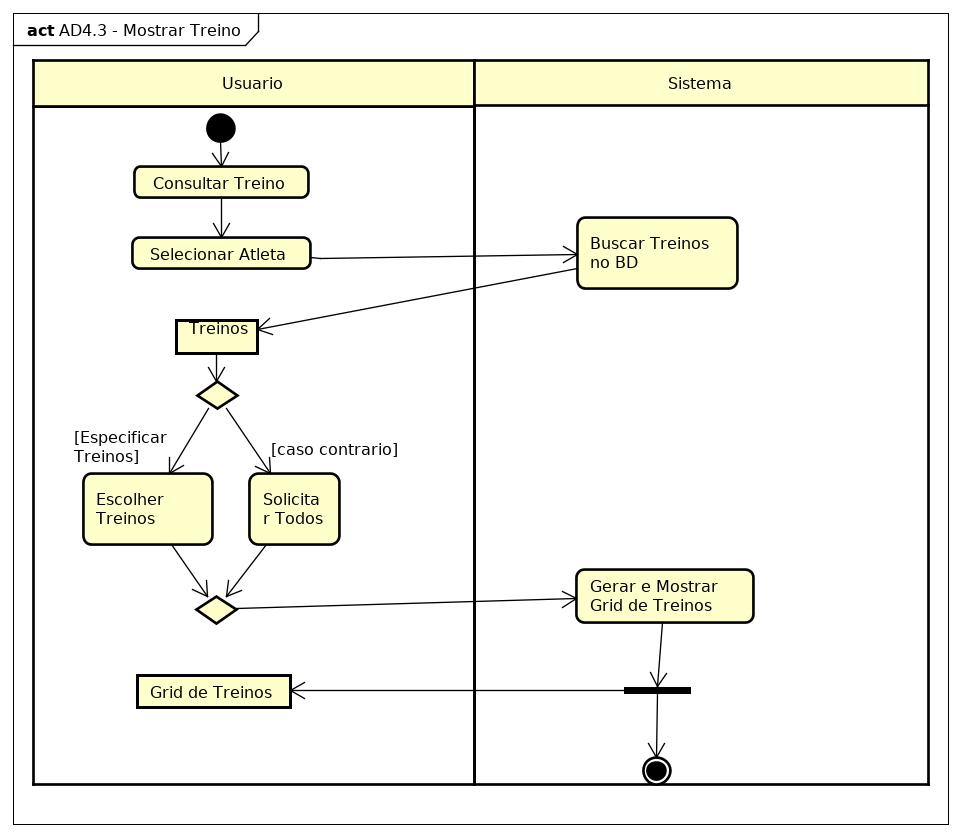 act AD4.3 - Mostrar Treino
Usuario
Sistema
Consultar Treino
Selecionar Atleta
Buscar Treinos
no BD
Treinos
[Especificar
Treinos]
[caso contrario]
Escolher
Treinos
Solicita
r Todos
Gerar e Mostrar
Grid de Treinos
Grid de Treinos